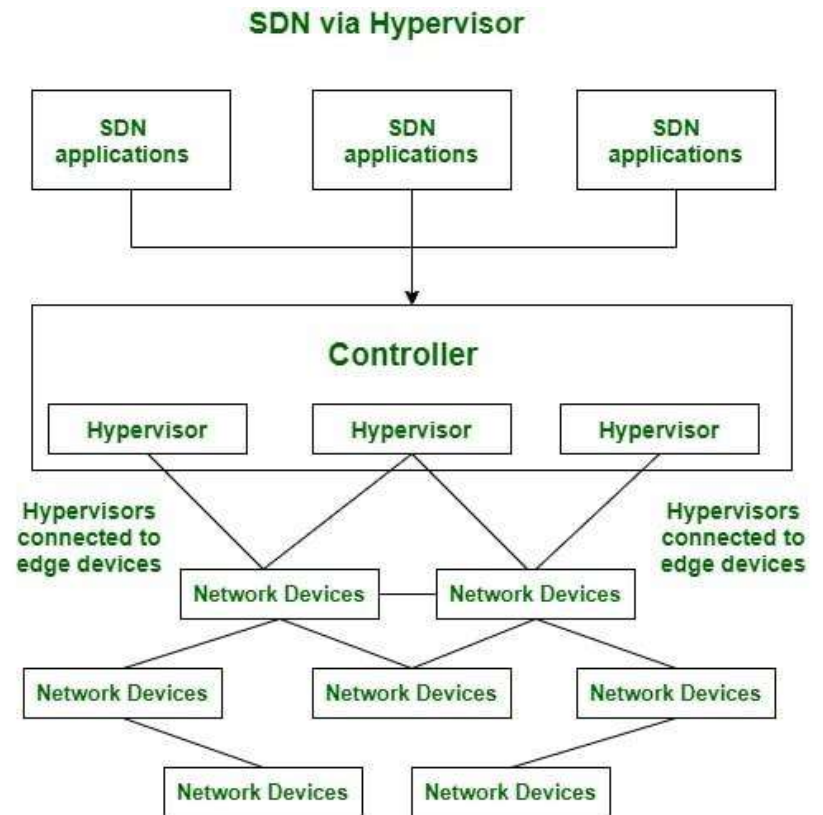 SDN via Hypervisor
SDN
applications
SDN
applications
SDN
applications
Controller
Hypervisor
Hypervisor
Hypervisor
Hypervisors
connected to
edge devices
Hypervisors
connected to
edge devices
Network Devices
Network Devices
Network Devices
Network Devices
Network Devices
Network Devices
Network Devices